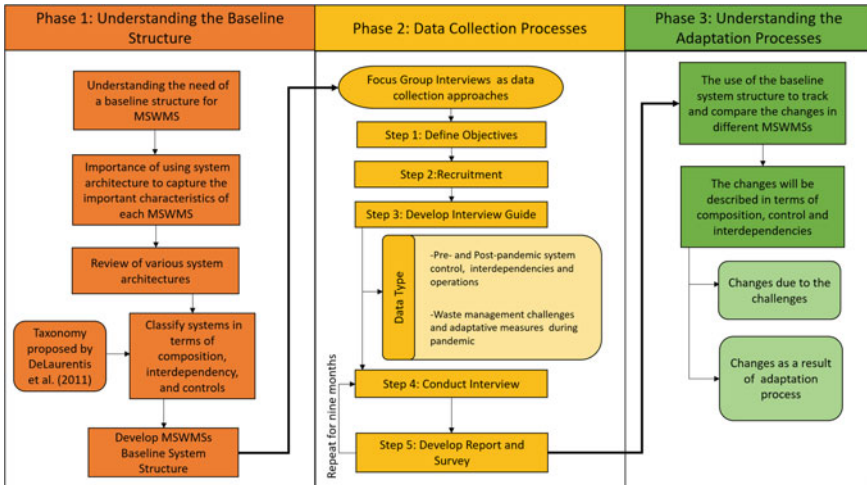 Phase 1: Understanding the Baseline
Structure
Understanding the need of
a baseline structure for
MSWMS
Importance of using system
architecture to capture the
important characteristics of
each MSWMS
Review of various system
architectures
Taxonomy
proposed by
DeLaurentis
et al. (2011)
Classify systems in
terms of
composition,
interdependency,
and controls
Develop MSWMSs
Baseline System
Structure
Phase 2: Data Collection Processes
Focus Group Interviews as data
collection approaches
Step 1: Define Objectives
Step 2:Recruitment
Step 3: Develop Interview Guide
Data Type
-Pre- and Post-pandemic system
control, interdependencies and
operations
-Waste management challenges
and adaptative measures during
pandemic
Repeat for nine months
Step 4: Conduct Interview
Step 5: Develop Report and
Survey
Phase 3: Understanding the
Adaptation Processes
The use of the baseline
system structure to track
and compare the changes in
different MSWMSs
The changes will be
described in terms of
composition, control and
interdependencies
Changes due to the
challenges
Changes as a result
of adaptation
process